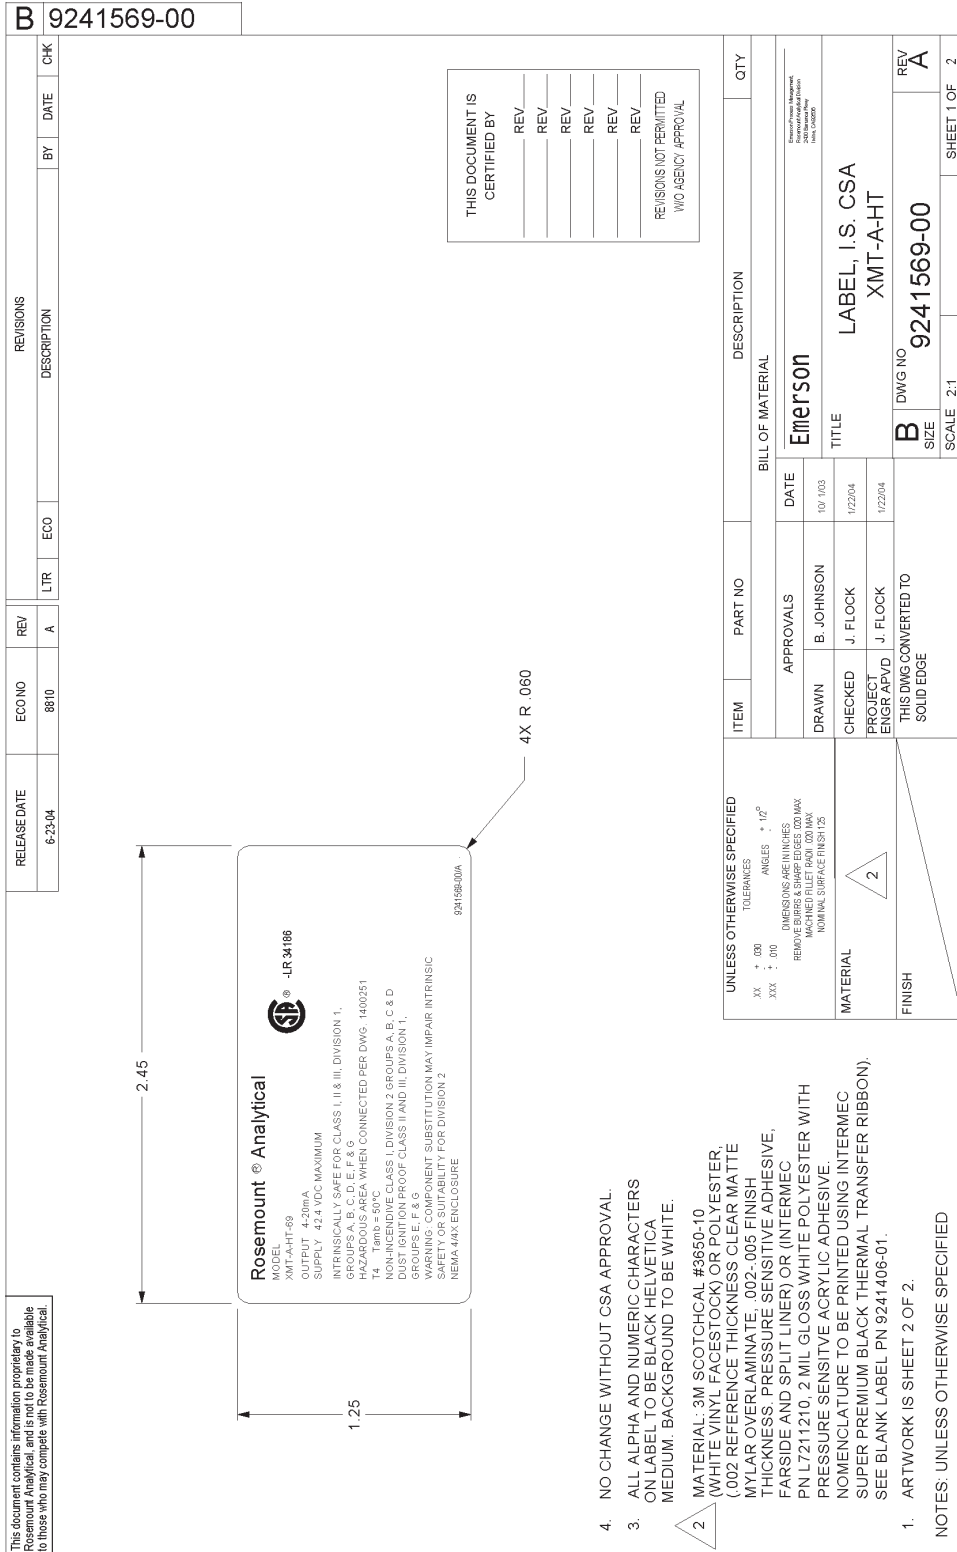 This document contains information proprietary to
Rosemount Analytical, and is not to be made available
to those who may compete with Rosemount Analytical.
RELEASE DATE
ECO NO
REV
6-23-04
8810
A
REVISIONS
LTR
ECO
DESCRIPTION
BY
DATE
CHK
B
9241569-00
2.45
1.25
4X R .060
Rosemount ® Analytical
MODEL
XMT-A-HT-69
® -LR 34186
OUTPUT 4-20mA
SUPPLY 42.4 VDC MAXIMUM
INTRINSICALLY SAFE FOR CLASS I, II & III, DIVISION 1,
GROUPS A, B, C, D, E, F & G
HAZARDOUS AREA WHEN CONNECTED PER DWG. 1400251
T4 Tamb = 50°C
NON-INCENDIVE CLASS I, DIVISION 2 GROUPS A, B, C & D
DUST IGNITION PROOF CLASS II AND III, DIVISION 1,
GROUPS E, F & G
WARNING: COMPONENT SUBSTITUTION MAY IMPAIR INTRINSIC
SAFETY OR SUITABILITY FOR DIVISION 2
NEMA 4/4X ENCLOSURE
9241569-00/A
THIS DOCUMENT IS
CERTIFIED BY
REV
REV
REV
REV
REV
REV
REVISIONS NOT PERMITTED
W/O AGENCY APPROVAL
4. NO CHANGE WITHOUT CSA APPROVAL.
3. ALL ALPHA AND NUMERIC CHARACTERS
ON LABEL TO BE BLACK HELVETICA
MEDIUM. BACKGROUND TO BE WHITE.
2 MATERIAL: 3M SCOTCHCAL #3650-10
(WHITE VINYL FACESTOCK) OR POLYESTER,
(.002 REFERENCE THICKNESS CLEAR MATTE
MYLAR OVERLAMINATE, .002-.005 FINISH
THICKNESS. PRESSURE SENSITIVE ADHESIVE,
FARSIDE AND SPLIT LINER) OR (INTERMEC
PN L7211210, 2 MIL GLOSS WHITE POLYESTER WITH
PRESSURE SENSITIVE ACRYLIC ADHESIVE.
NOMENCLATURE TO BE PRINTED USING INTERMEC
SUPER PREMIUM BLACK THERMAL TRANSFER RIBBON).
SEE BLANK LABEL PN 9241406-01.
1. ARTWORK IS SHEET 2 OF 2.
NOTES: UNLESS OTHERWISE SPECIFIED
UNLESS OTHERWISE SPECIFIED
TOLERANCES
.XX + .030
ANGLES + 1/2°
.XXX + .010
DIMENSIONS ARE IN INCHES
REMOVE BURRS & SHARP EDGES .020 MAX
MACHINED FILLET RADII .020 MAX
NOMINAL SURFACE FINISH 125
MATERIAL
2
FINISH
ITEM
PART NO
DESCRIPTION
QTY
BILL OF MATERIAL
APPROVALS
DATE
DRAWN
B. JOHNSON
10/ 1/03
CHECKED
J. FLOCK
1/22/04
PROJECT
ENGR APVD
J. FLOCK
1/22/04
THIS DWG CONVERTED TO
SOLID EDGE
Emerson
Emerson Process Management,
Rosemount Analytical Division
2400 Barranca Pkwy
Irvine, CA 92606
TITLE
LABEL, I.S. CSA
XMT-A-HT
B
SIZE
DWG NO
9241569-00
REV
A
SCALE 2:1
SHEET 1 OF 2